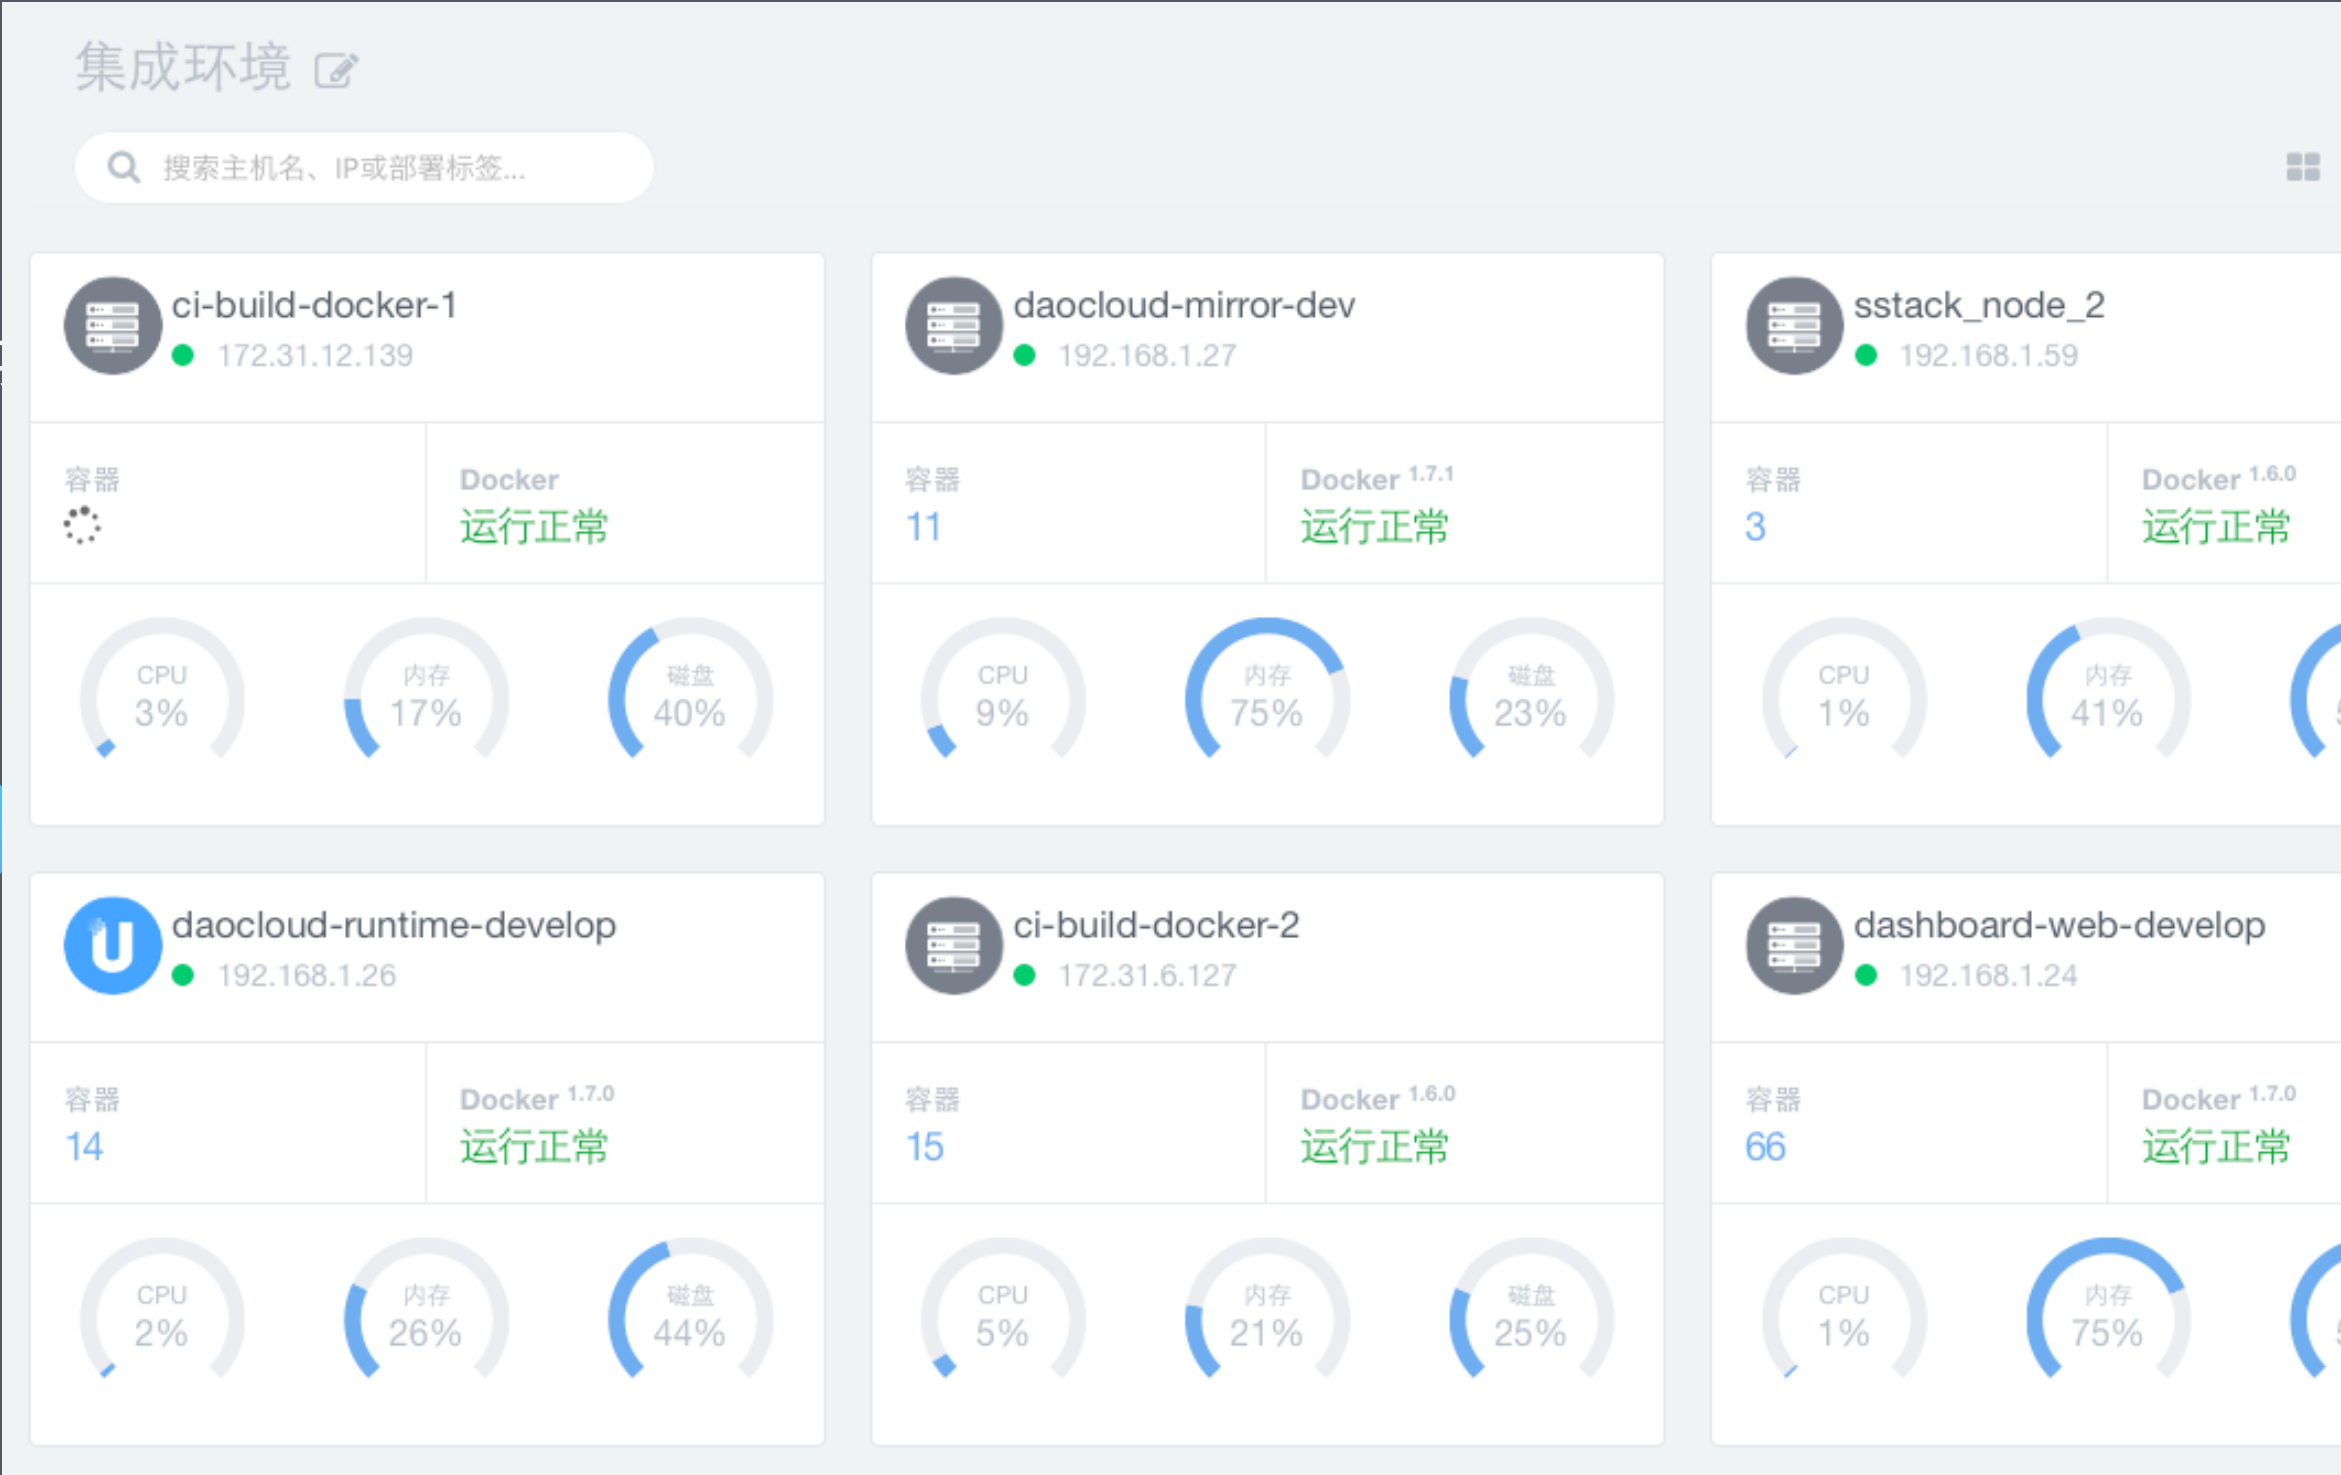 集成环境
搜索主机名、IP或部署标签...
ci-build-docker-1
172.31.12.139
容器
Docker
运行正常
CPU
3%
内存
17%
磁盘
40%
daocloud-mirror-dev
192.168.1.27
容器
11
Docker 1.7.1
运行正常
CPU
9%
内存
75%
磁盘
23%
sstack_node_2
192.168.1.59
容器
3
Docker 1.6.0
运行正常
CPU
1%
内存
41%
daocloud-runtime-develop
192.168.1.26
容器
14
Docker 1.7.0
运行正常
CPU
2%
内存
26%
磁盘
44%
ci-build-docker-2
172.31.6.127
容器
15
Docker 1.6.0
运行正常
CPU
5%
内存
21%
磁盘
25%
dashboard-web-develop
192.168.1.24
容器
66
Docker 1.7.0
运行正常
CPU
1%
内存
75%